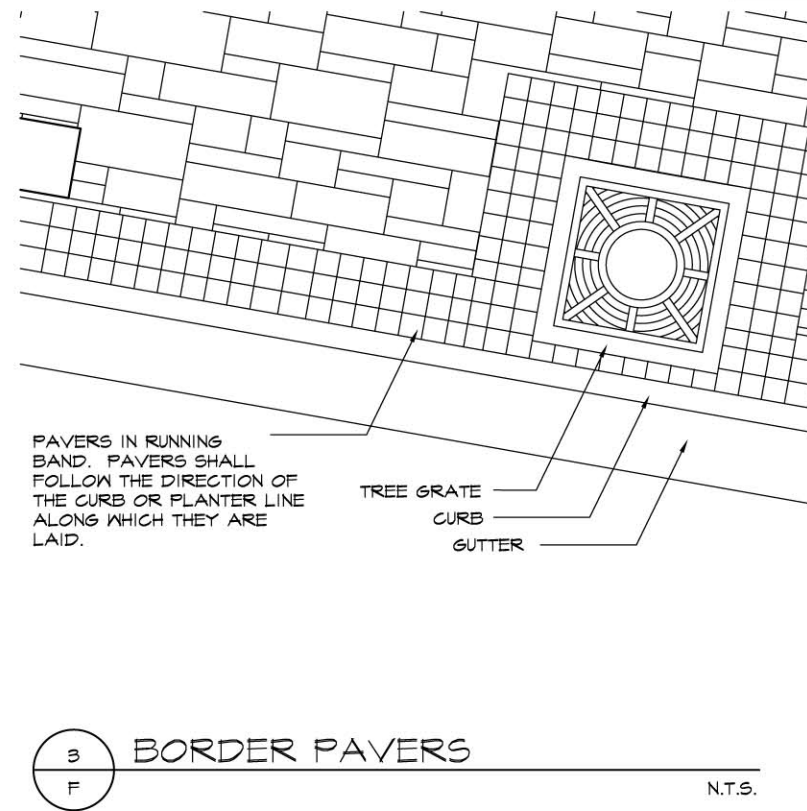 PAVERS IN RUNNING
BAND. PAVERS SHALL
FOLLOW THE DIRECTION OF
THE CURB OR PLANTER LINE
ALONG WHICH THEY ARE
LAID.
TREE GRATE
CURB
GUTTER
3
F
BORDER PAVERS
N.T.S.